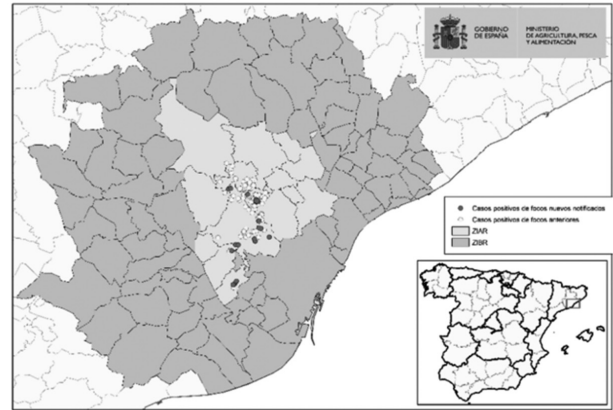 GOBIERNO
DE ESPAÑA
MINISTERIO
DE AGRICULTURA, PESCA
Y ALIMENTACIÓN
Casos positivos de focos nuevos notificados
Casos positivos de focos anteriores
ZIAR
ZIBR